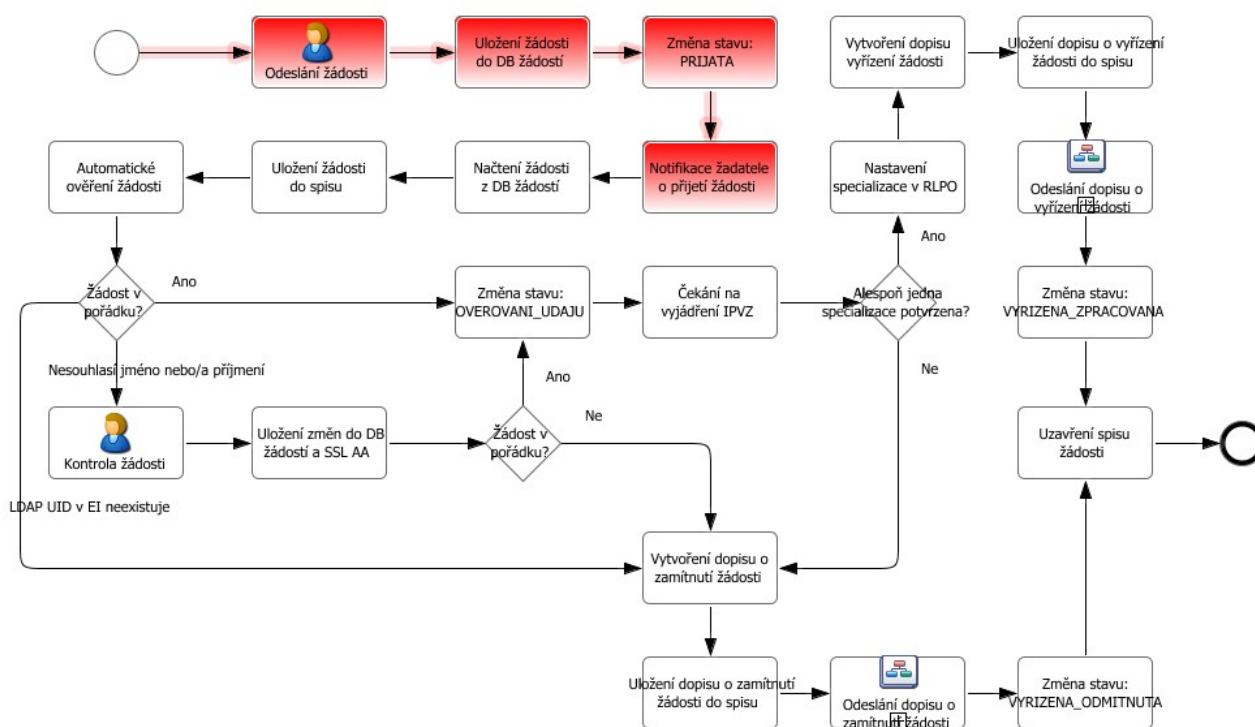 Odeslání žádosti
Uložení žádosti
do DB žádostí
Změna stavu:
PRIJATA
Vytvoření dopisu
vyřízení žádosti
Uložení dopisu o vyřízení
žádosti do spisu
Automatické
ověření žádosti
Uložení žádosti
do spisu
Načtení žádosti
z DB žádostí
Notifikace žadatele
o přijetí žádosti
Nastavení
specializace v RLPO
Odeslání dopisu o
vyřízení žádosti
Ano
Žádost v
pořádku?
Ano
Změna stavu:
OVEROVANI_UDAJU
Čekání na
vyjádření IPVZ
Alespoň jedna
specializace potvrzena?
Změna stavu:
VYRIZENA_ZPRACOVANA
Nesouhlasí jméno nebo/a příjmení
Ano
Ne
Kontrola žádosti
Uložení změn do DB
žádostí a SSL AA
Žádost v
pořádku?
Ne
Uzavření spisu
žádosti
LDAP UID v EI neexistuje
Vytvoření dopisu o
zamítnutí žádosti
Uložení dopisu o zamítnutí
žádosti do spisu
Odeslání dopisu o
zamítnutí žádosti
Změna stavu:
VYRIZENA_ODMITNUTA